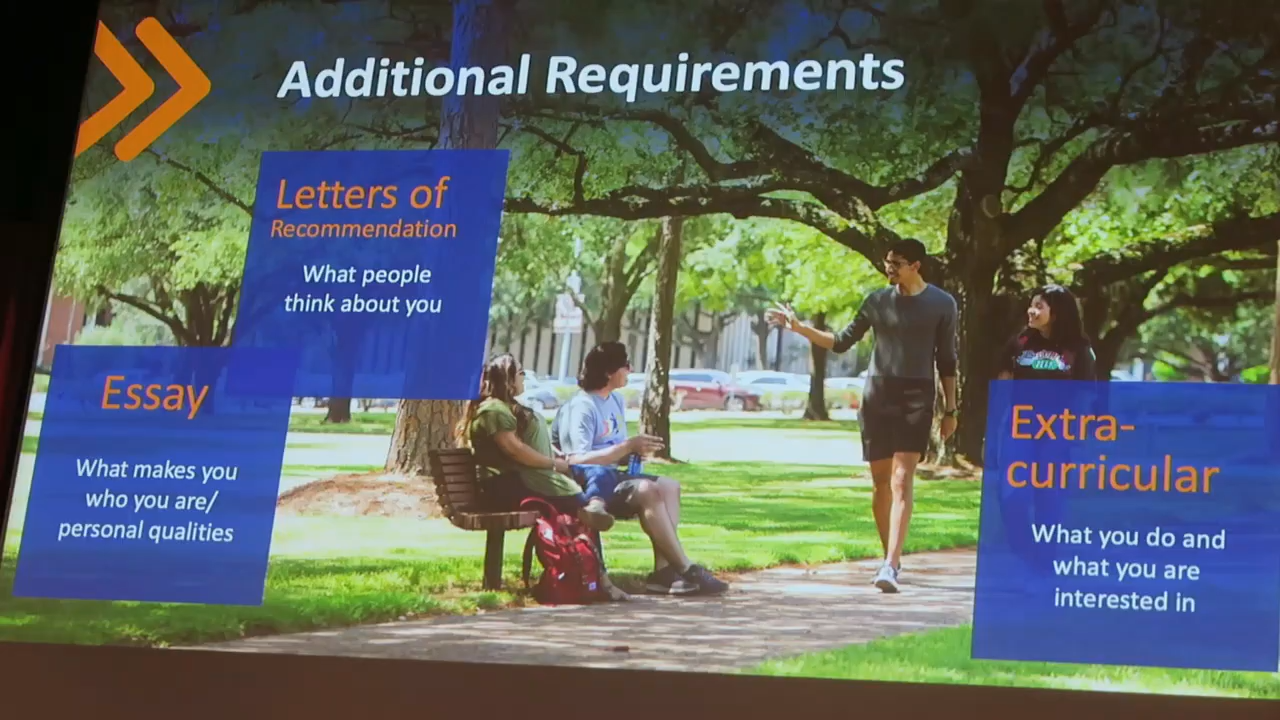 Additional Requirements
Letters of
Recommendation
What people
think about you
Essay
What makes you
who you are/
personal qualities
Extra-
curricular
What you do and
what you are
interested in